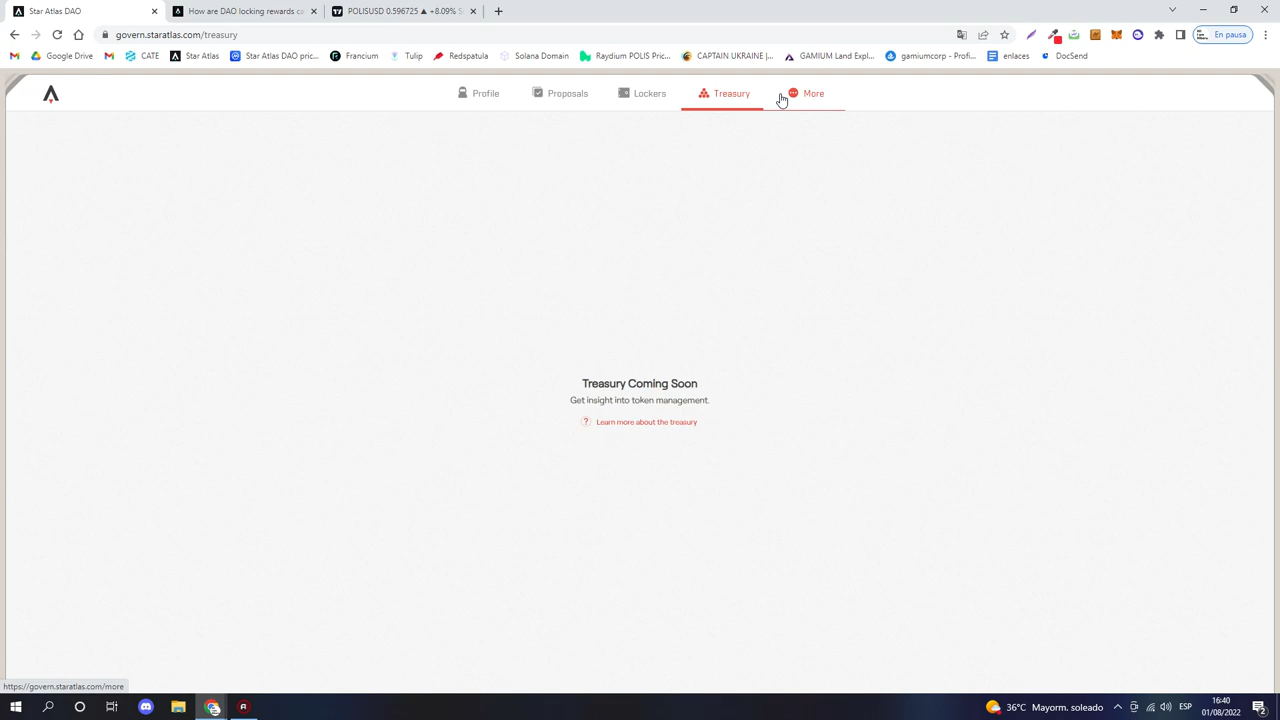 Star Atlas DAO
How are DAO locking rewards ca
POLISUSD 0.596725 ▲ +8.09% S
govern.staratlas.com/treasury
En pausa
Google Drive
CATE
Star Atlas
Star Atlas DAO pric...
Francium
Tulip
Redspatula
Solana Domain
Raydium POLIS Pric...
CAPTAIN UKRAINE |...
GAMIUM Land Expl...
gamiumcorp - Profi...
enlaces
DocSend
Profile
Proposals
Lockers
Treasury
More
Treasury Coming Soon
Get insight into token management.
? Learn more about the treasury
https://govern.staratlas.com/more
36°C Mayorm. soleado
ESP
16:40
01/08/2022
2